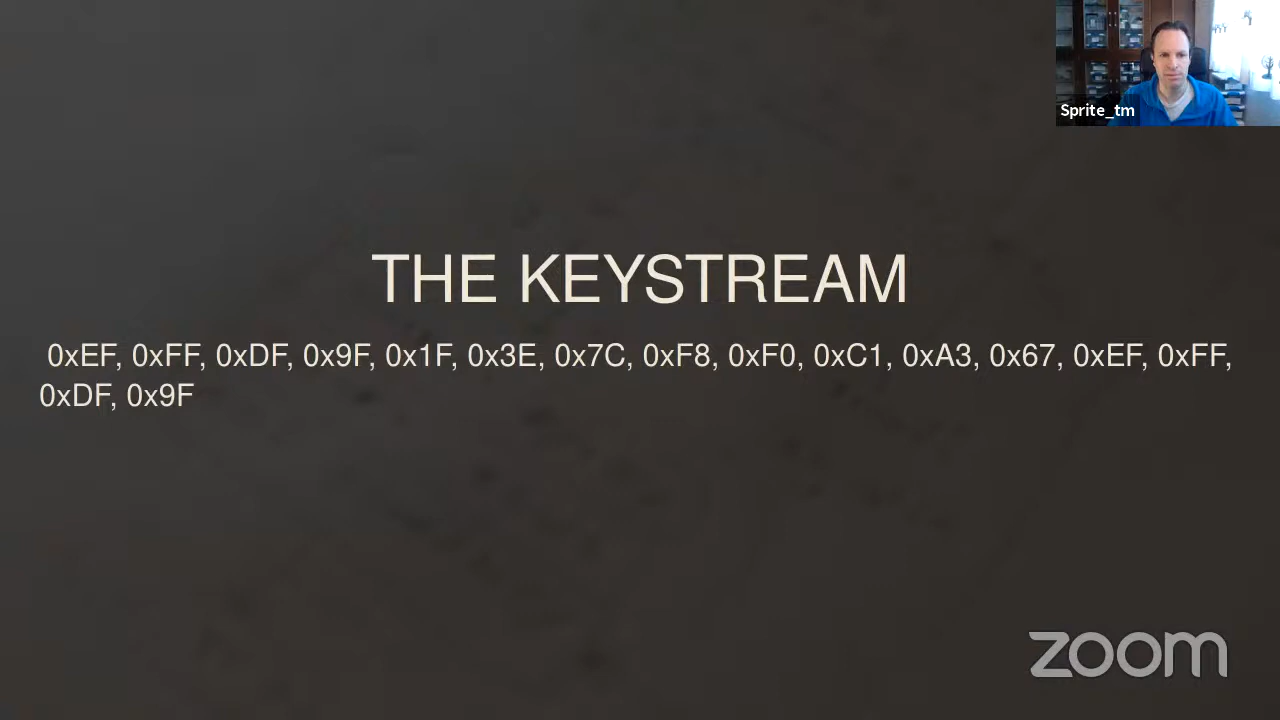 Sprite_tm
THE KEYSTREAM
0xEF, 0xFF, 0xDF, 0x9F, 0x1F, 0x3E, 0x7C, 0xF8, 0xF0, 0xC1, 0xA3, 0x67, 0xEF, 0xFF,
0xDF, 0x9F
zoom